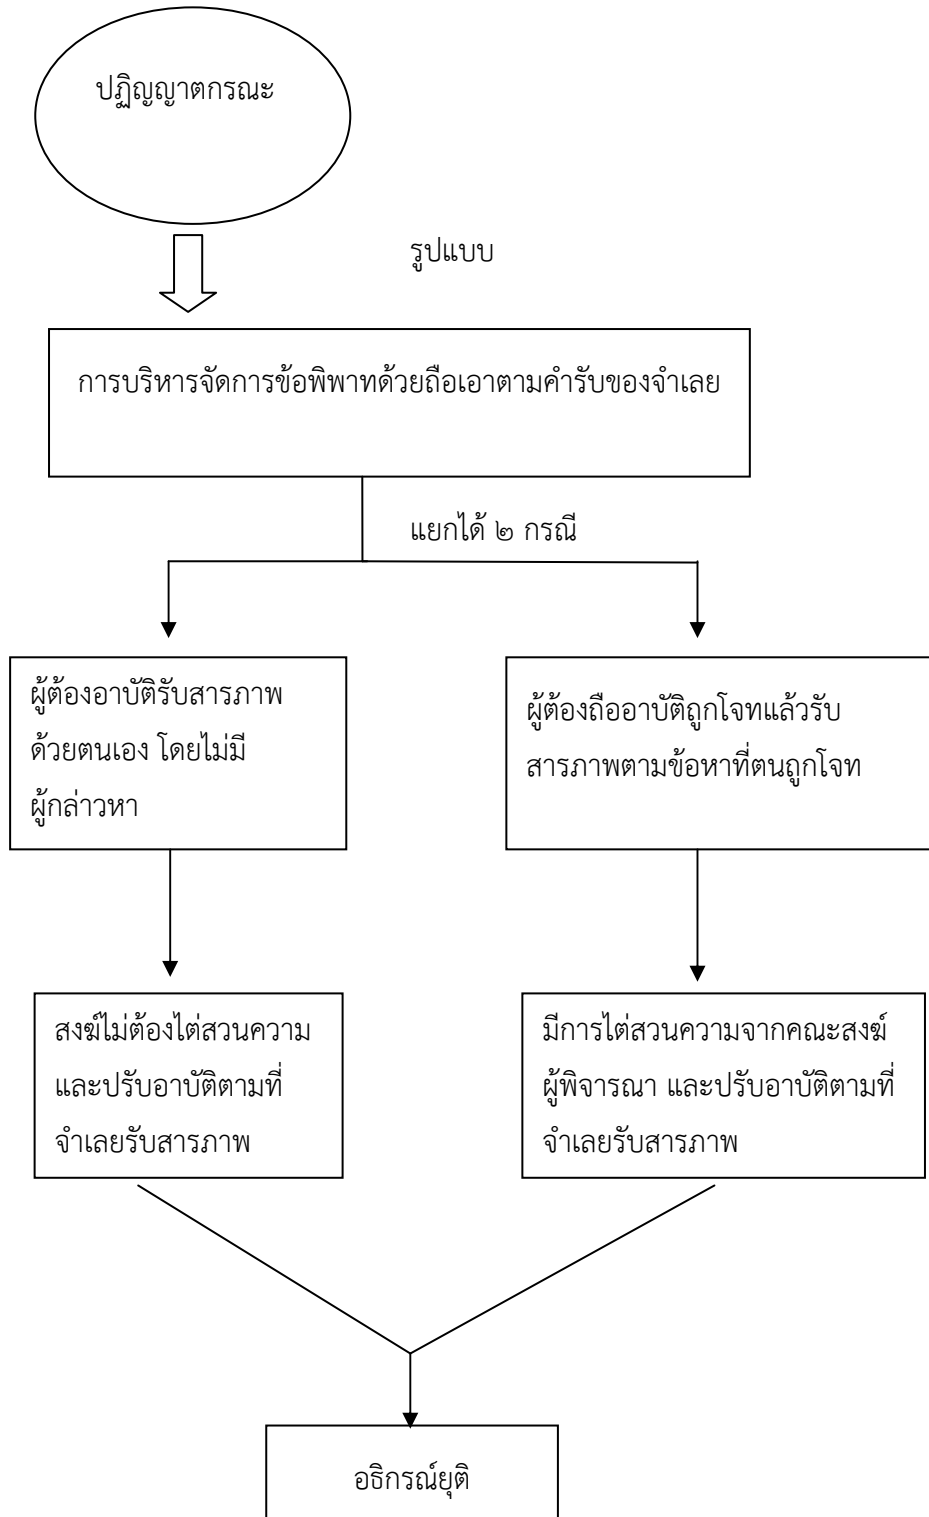 ปฏิญญาตกรณะ
รูปแบบ
การบริหารจัดการข้อพิพาทด้วยถือเอาตามคำรับของจำเลย
แยกได้ ๒ กรณี
ผู้ต้องอาบัติรับสารภาพ
ด้วยตนเอง โดยไม่มี
ผู้กล่าวหา
ผู้ต้องถืออาบัติถูกโจทแล้วรับ
สารภาพตามข้อหาที่ตนถูกโจท
สงฆ์ไม่ต้องไต่สวนความ
และปรับอาบัติตามที่
จำเลยรับสารภาพ
มีการไต่สวนความจากคณะสงฆ์
ผู้พิจารณา และปรับอาบัติตามที่
จำเลยรับสารภาพ
อธิกรณ์ยุติ